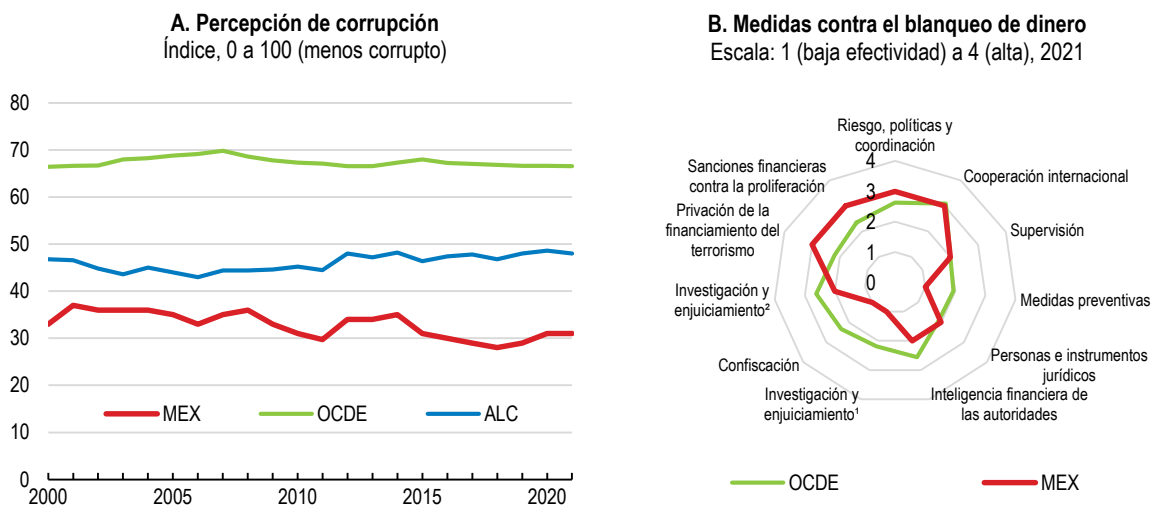 A. Percepción de corrupción
Índice, 0 a 100 (menos corrupto)
80
70
60
50
40
30
20
10
0
MEX
OCDE
ALC
2000
2005
2010
2015
2020
B. Medidas contra el blanqueo de dinero
Escala: 1 (baja efectividad) a 4 (alta), 2021
Riesgo, políticas y
coordinación
Cooperación internacional
Supervisión
Medidas preventivas
Personas e instrumentos
jurídicos
Inteligencia financiera de
las autoridades
Investigación y
enjuiciamiento¹
Confiscación
Investigación y
enjuiciamiento²
Privación de la
financiamiento del
terrorismo
Sanciones financieras
contra la proliferación
4
3
2
1
0
OCDE
MEX